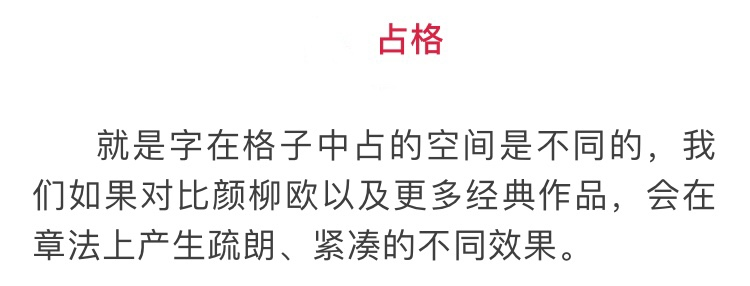 占格
就是字在格子中占的空间是不同的，我
们如果对比颜柳欧以及更多经典作品，会在
章法上产生疏朗、紧凑的不同效果。